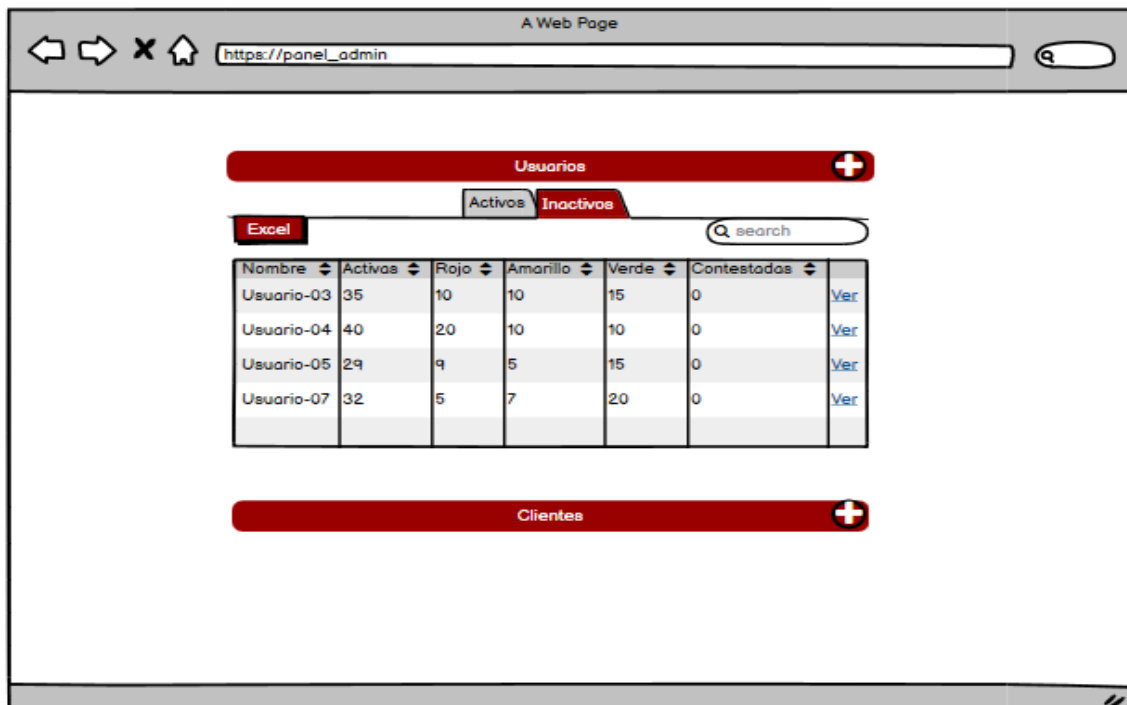 A Web Page
https://panel_admin
Usuarios
Activos Inactivos
Excel search
Nombre Activas Rojo Amarillo Verde Contestadas
Usuario-03 35 10 10 15 0 Ver
Usuario-04 40 20 10 10 0 Ver
Usuario-05 29 9 5 15 0 Ver
Usuario-07 32 5 7 20 0 Ver
Clientes